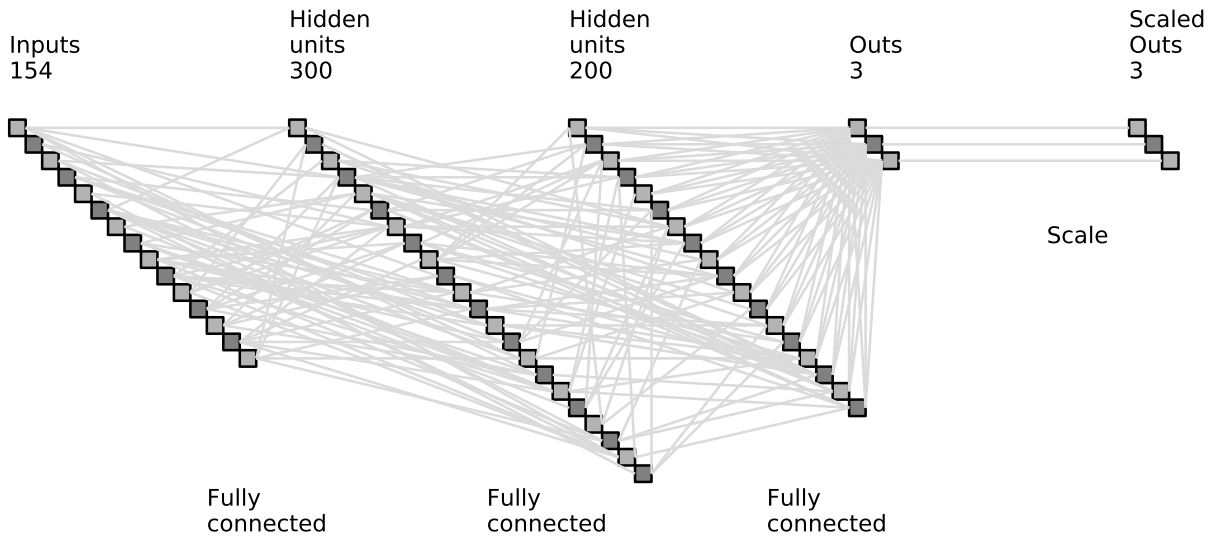 Inputs
154
Hidden
units
300
Hidden
units
200
Outs
3
Scaled
Outs
3
Scale
Fully
connected
Fully
connected
Fully
connected